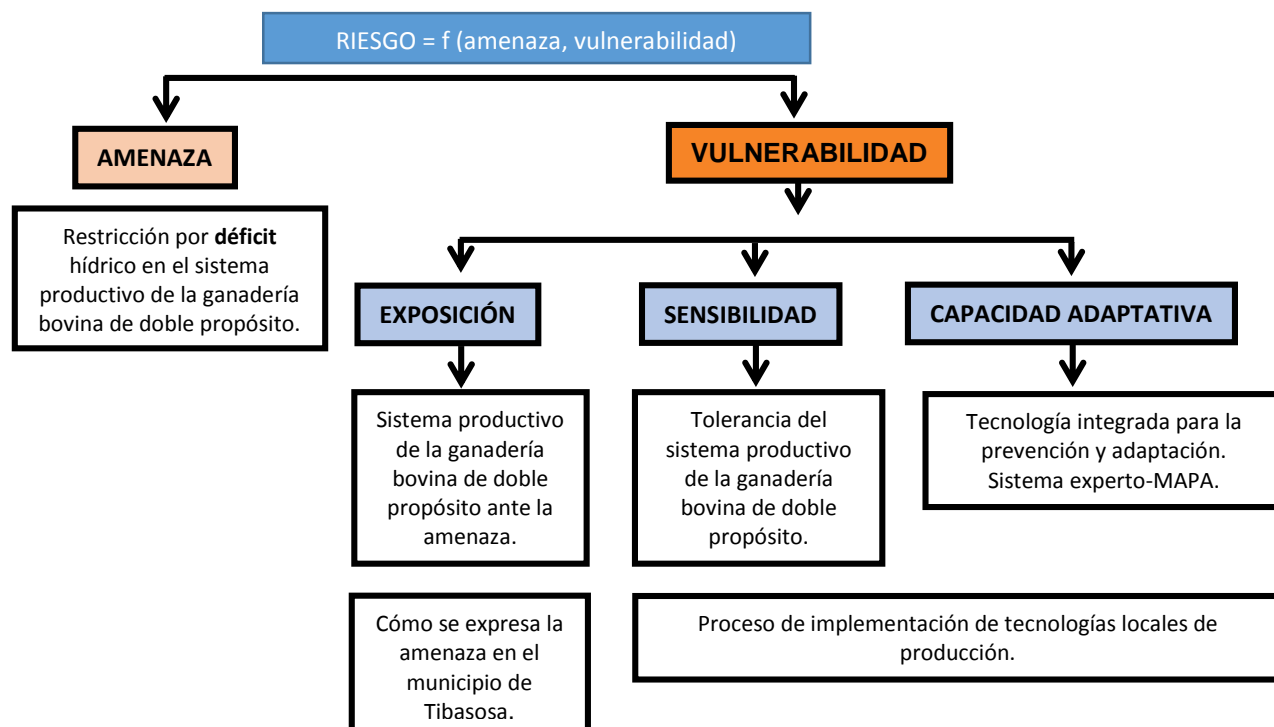 RIESGO = f (amenaza, vulnerabilidad)
AMENAZA
VULNERABILIDAD
Restricción por déficit
hídrico en el sistema
productivo de la ganadería
bovina de doble propósito.
EXPOSICIÓN
SENSIBILIDAD
CAPACIDAD ADAPTATIVA
Sistema productivo
de la ganadería
bovina de doble
propósito ante la
amenaza.
Tolerancia del
sistema productivo
de la ganadería
bovina de doble
propósito.
Tecnología integrada para la
prevención y adaptación.
Sistema experto-MAPA.
Cómo se expresa la
amenaza en el
municipio de
Tibasosa.
Proceso de implementación de tecnologías locales de
producción.